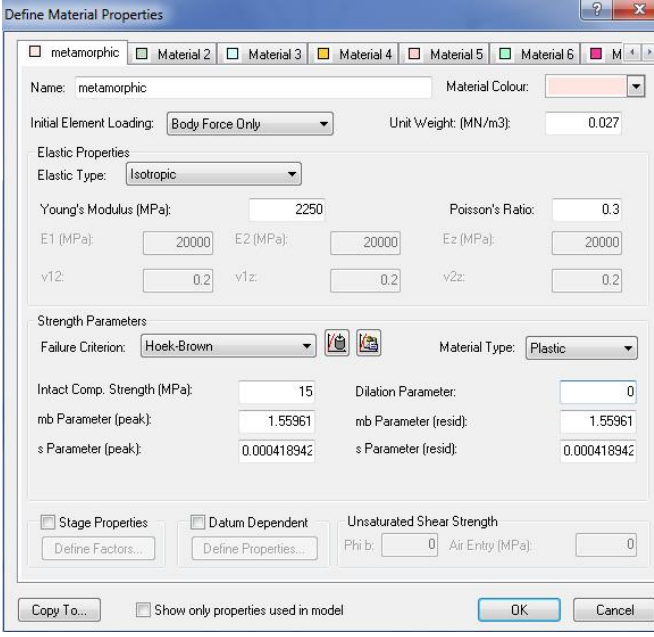 Define Material Properties
metamorphic Material 2 Material 3 Material 4 Material 5 Material 6 M
Name: metamorphic Material Colour:
Initial Element Loading: Body Force Only Unit Weight: (MN/m3): 0.027
Elastic Properties
Elastic Type: Isotropic
Young's Modulus (MPa): 2250 Poisson's Ratio: 0.3
E1 (MPa): 20000 E2 (MPa): 20000 Ez (MPa): 20000
v12: 0.2 v1z: 0.2 v2z: 0.2
Strength Parameters
Failure Criterion: Hoek-Brown Material Type: Plastic
Intact Comp. Strength (MPa): 15 Dilation Parameter: 0
mb Parameter (peak): 1.55961 mb Parameter (resid): 1.55961
s Parameter (peak): 0.000418942 s Parameter (resid): 0.000418942
Stage Properties Datum Dependent Unsaturated Shear Strength
Define Factors... Define Properties... Phi b: 0 Air Entry (MPa): 0
Copy To... Show only properties used in model OK Cancel